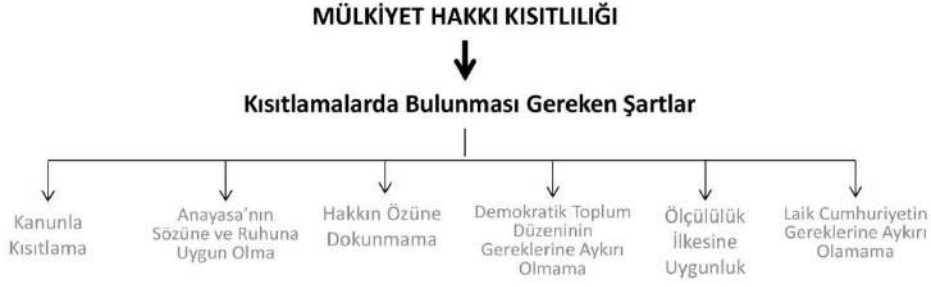 MÜLKİYET HAKKI KISITLILIĞI
Kısıtlamalarda Bulunması Gereken Şartlar
Kanunla
Kısıtlama
Anayasa'nın
Sözüne ve Ruhuna
Uygun Olma
Hakkın Özüne
Dokunmama
Demokratik Toplum
Düzeninin
Gereklerine Aykırı
Olmama
Ölçülülük
İlkesine
Uygunluk
Laik Cumhuriyetin
Gereklerine Aykırı
Olamama